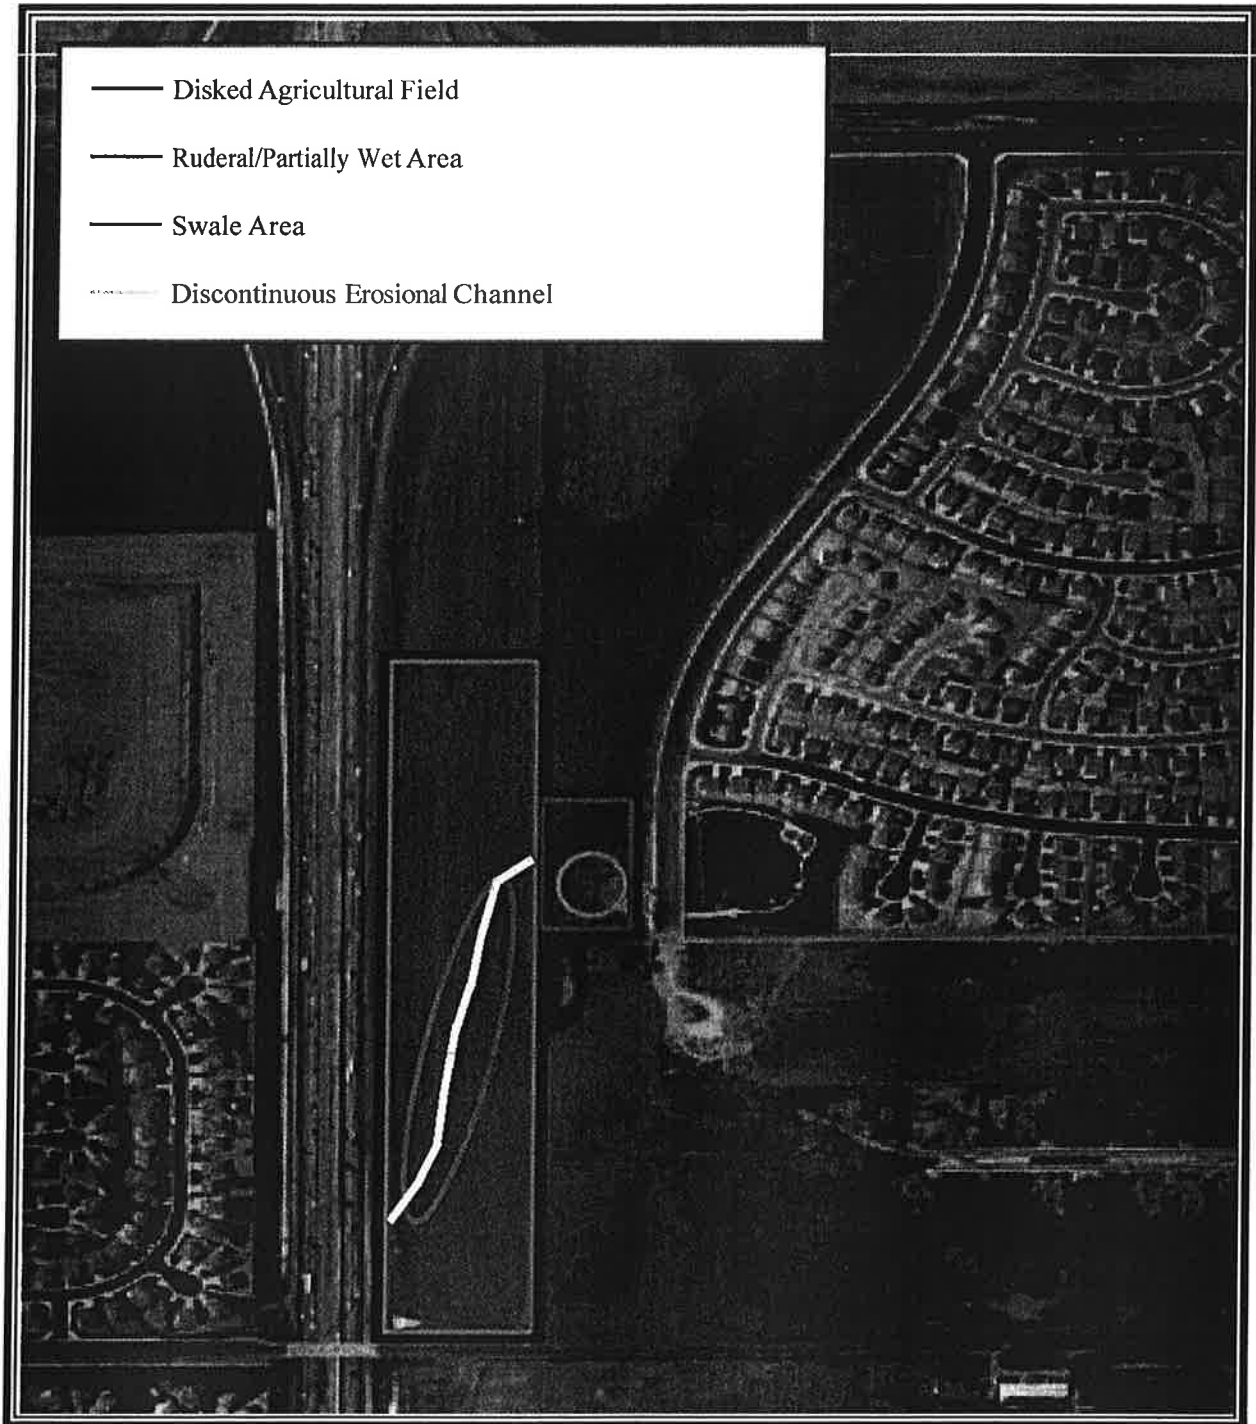 Disked Agricultural Field
Ruderal/Partially Wet Area
Swale Area
Discontinuous Erosional Channel